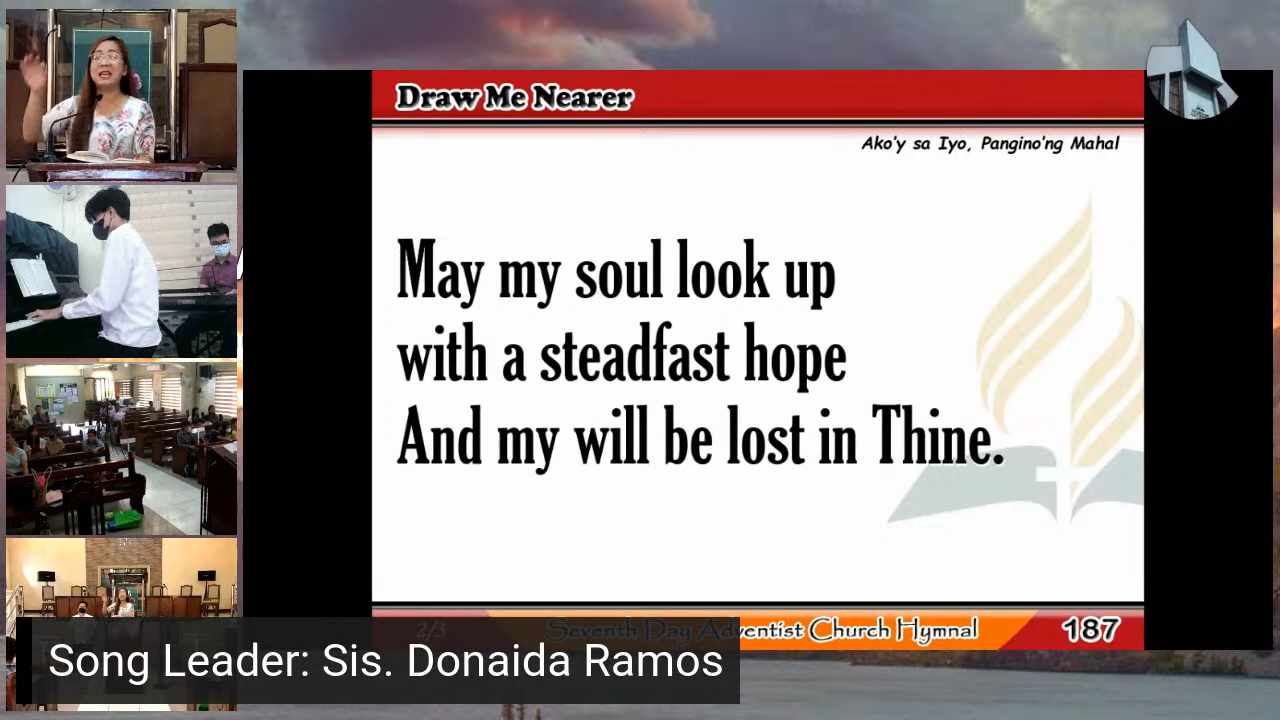 Draw Me Nearer
Ako'y sa Iyo, Pangino'ng Mahal
May my soul look up
with a steadfast hope
And my will be lost in Thine.
2/3
Seventh Day Adventist Church Hymnal
187
Song Leader: Sis. Donaida Ramos